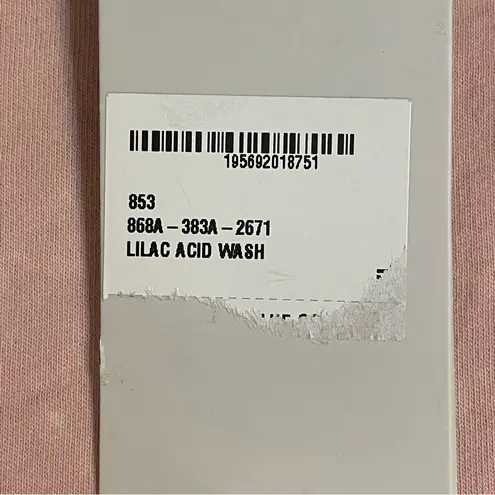 195692018751
853
868A-383A-2671
LILAC ACID WASH